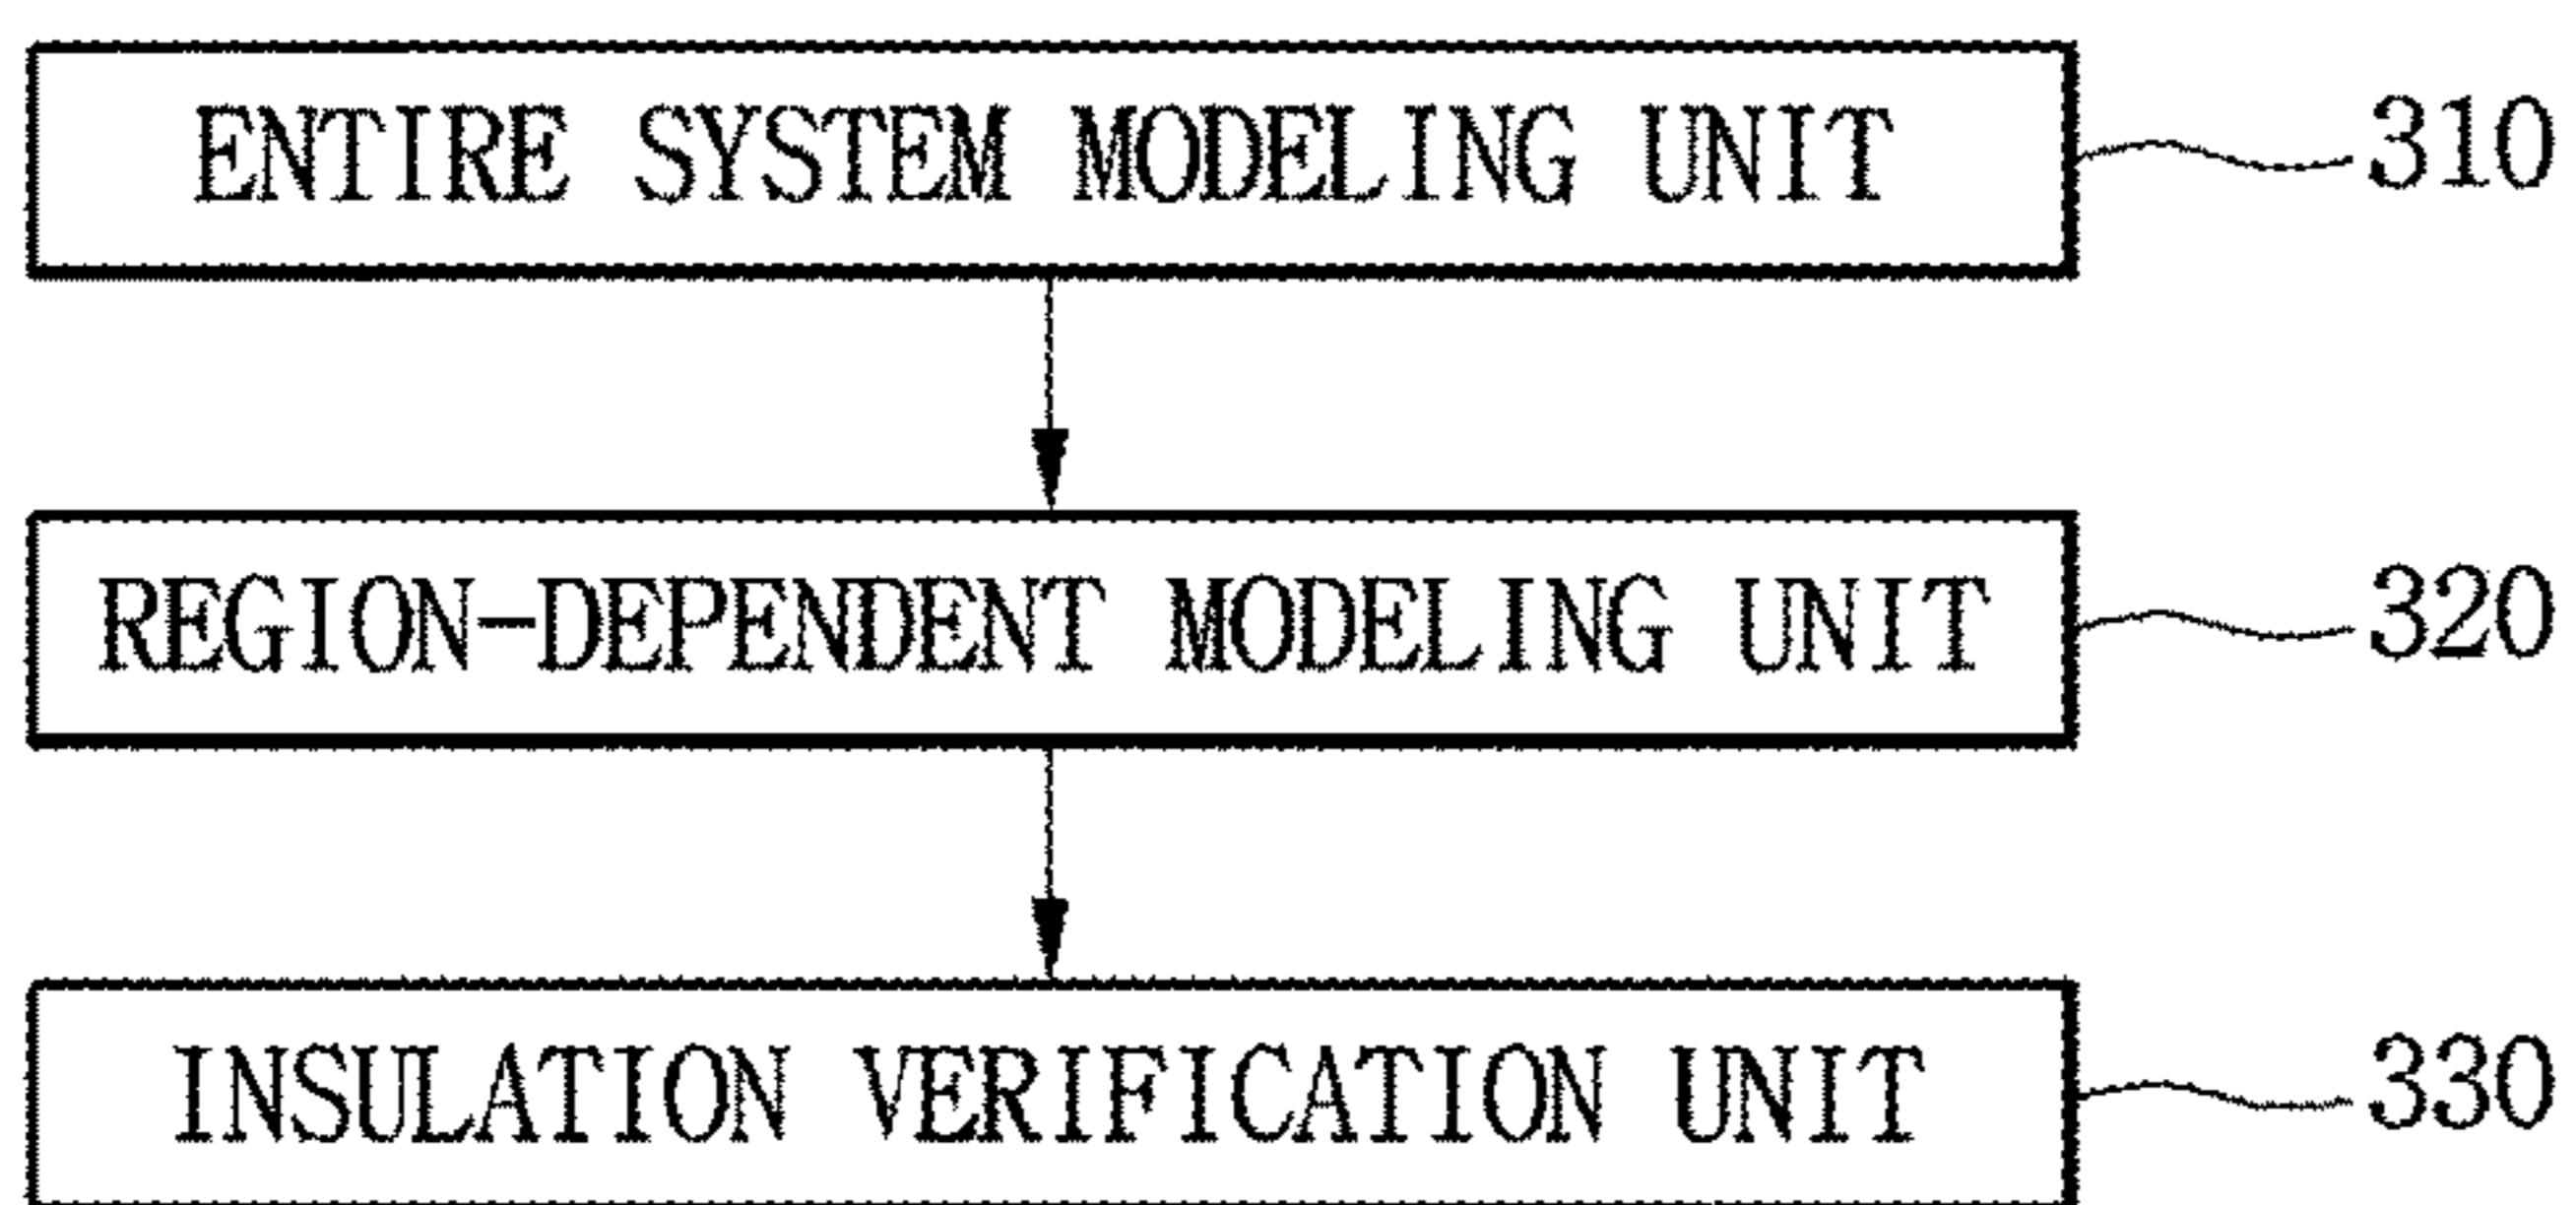 ENTIRE SYSTEM MODELING UNIT 310
REGION-DEPENDENT MODELING UNIT 320
INSULATION VERIFICATION UNIT 330